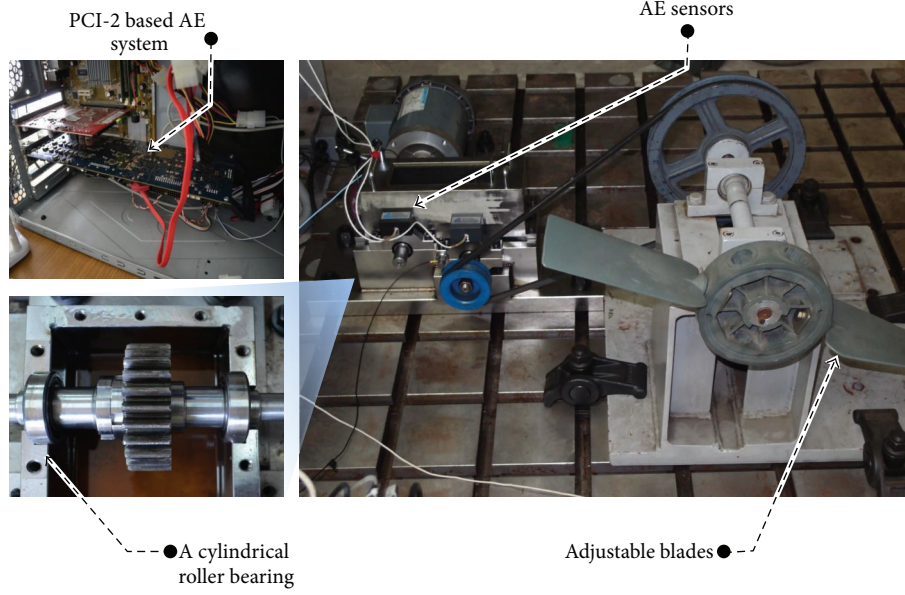 PCI-2 based AE
system
AE sensors
A cylindrical
roller bearing
Adjustable blades